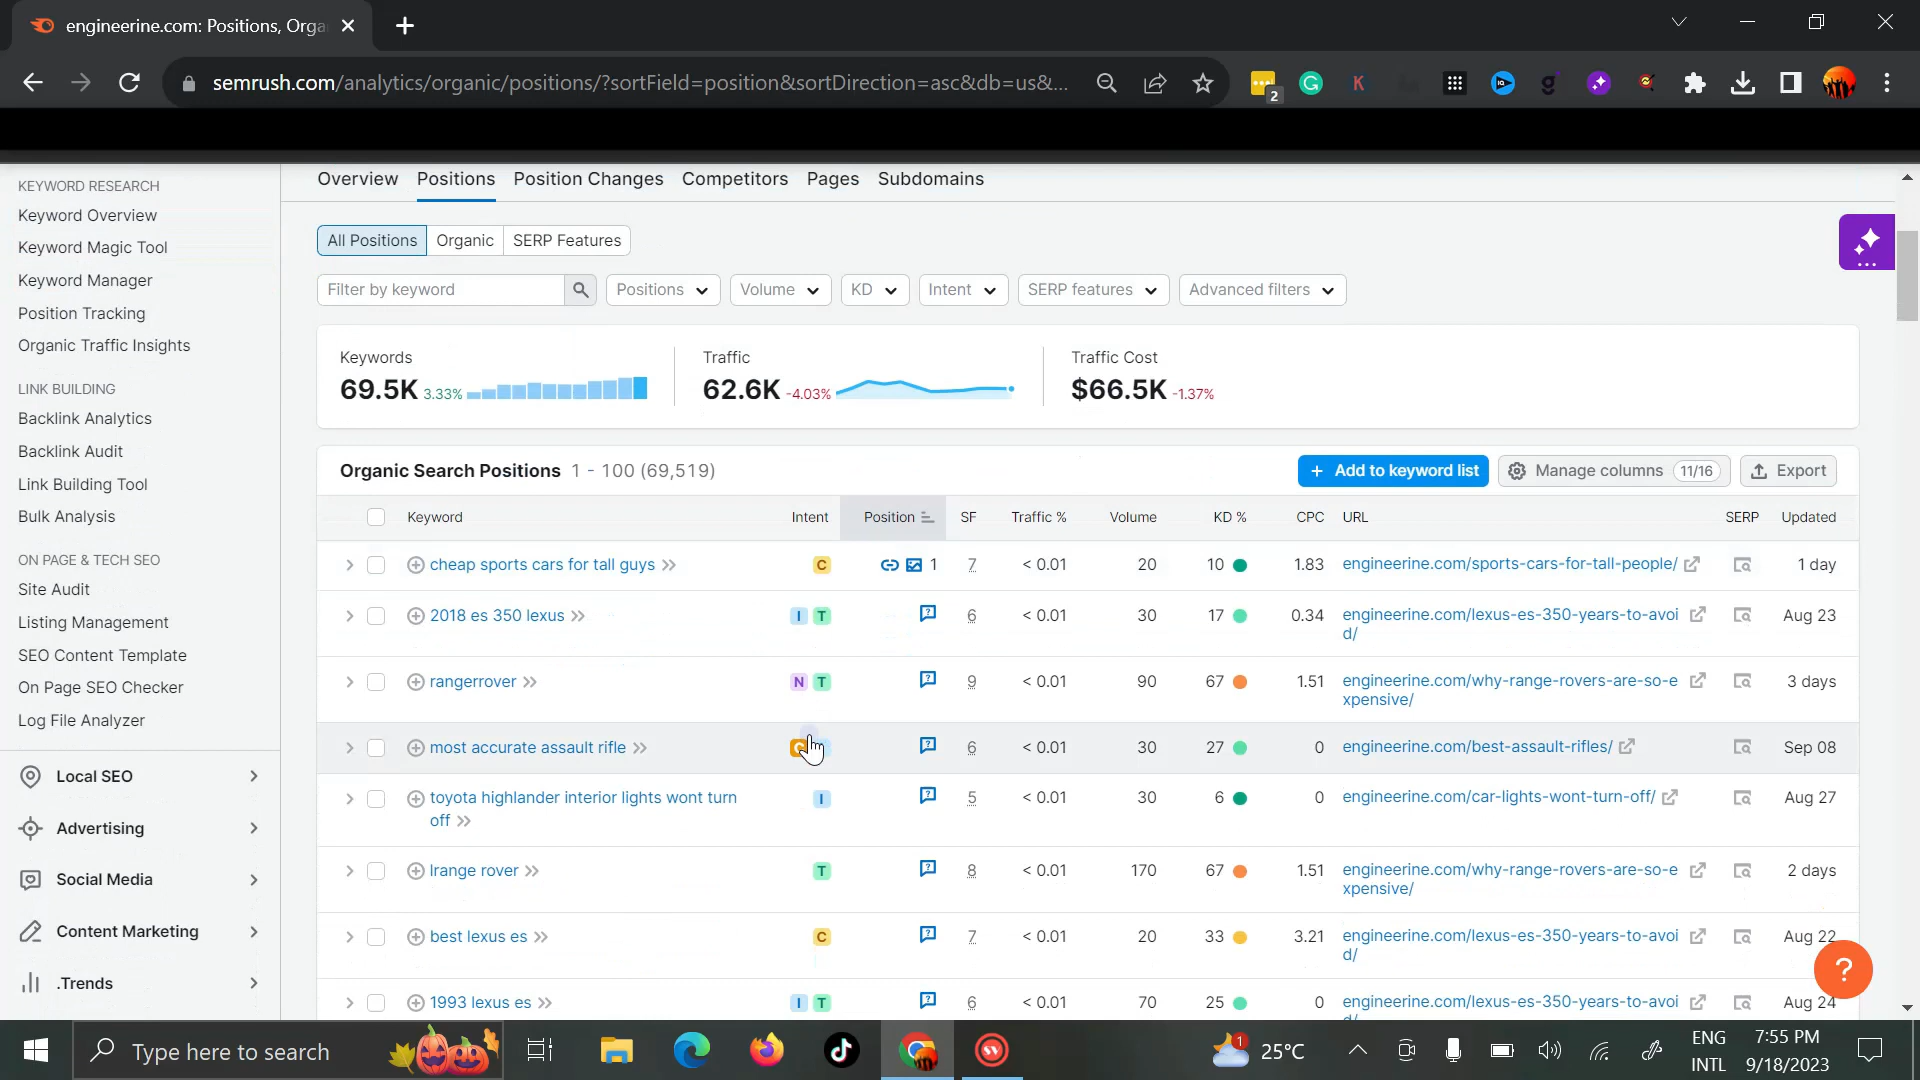 engineerine.com: Positions, Orga
semrush.com/analytics/organic/positions/?sortField=position&sortDirection=asc&db=us&...
2
KEYWORD RESEARCH
Keyword Overview
Keyword Magic Tool
Keyword Manager
Position Tracking
Organic Traffic Insights
LINK BUILDING
Backlink Analytics
Backlink Audit
Link Building Tool
Bulk Analysis
ON PAGE & TECH SEO
Site Audit
Listing Management
SEO Content Template
On Page SEO Checker
Log File Analyzer
Local SEO
Advertising
Social Media
Content Marketing
.Trends
Overview Positions Position Changes Competitors Pages Subdomains
All Positions Organic SERP Features
Filter by keyword Positions Volume KD Intent SERP features Advanced filters
Keywords Traffic Traffic Cost
69.5K 3.33% 62.6K -4.03% $66.5K -1.37%
Organic Search Positions 1 - 100 (69,519) + Add to keyword list Manage columns 11/16 Export
Keyword Intent Position SF Traffic % Volume KD % CPC URL SERP Updated
cheap sports cars for tall guys C 1 7 < 0.01 20 10 1.83 engineerine.com/sports-cars-for-tall-people/ 1 day
2018 es 350 lexus I T 6 < 0.01 30 17 0.34 engineerine.com/lexus-es-350-years-to-avoi Aug 23
d/
rangerrover N T 9 < 0.01 90 67 1.51 engineerine.com/why-range-rovers-are-so-e 3 days
xpensive/
most accurate assault rifle 6 < 0.01 30 27 0 engineerine.com/best-assault-rifles/ Sep 08
toyota highlander interior lights wont turn I 5 < 0.01 30 6 0 engineerine.com/car-lights-wont-turn-off/ Aug 27
off
lrange rover T 8 < 0.01 170 67 1.51 engineerine.com/why-range-rovers-are-so-e 2 days
xpensive/
best lexus es C 7 < 0.01 20 33 3.21 engineerine.com/lexus-es-350-years-to-avoi Aug 22
d/
1993 lexus es I T 6 < 0.01 70 25 0 engineerine.com/lexus-es-350-years-to-avoi Aug 24
?
Type here to search 1 25°C ENG 7:55 PM
INTL 9/18/2023